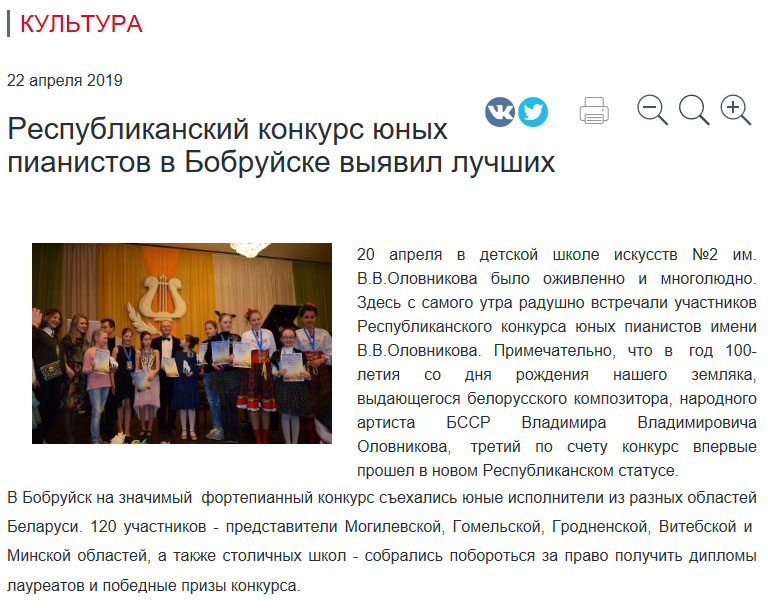 КУЛЬТУРА
22 апреля 2019
Республиканский конкурс юных
пианистов в Бобруйске выявил лучших
20 апреля в детской школе искусств №2 им.
В.В.Оловникова было оживленно и многолюдно.
Здесь с самого утра радушно встречали участников
Республиканского конкурса юных пианистов имени
В.В.Оловникова. Примечательно, что в год 100-
летия со дня рождения нашего земляка,
выдающегося белорусского композитора, народного
артиста БССР Владимира Владимировича
Оловникова, третий по счету конкурс впервые
прошел в новом Республиканском статусе.
В Бобруйск на значимый фортепианный конкурс съехались юные исполнители из разных областей
Беларуси. 120 участников - представители Могилевской, Гомельской, Гродненской, Витебской и
Минской областей, а также столичных школ - собрались побороться за право получить дипломы
лауреатов и победные призы конкурса.